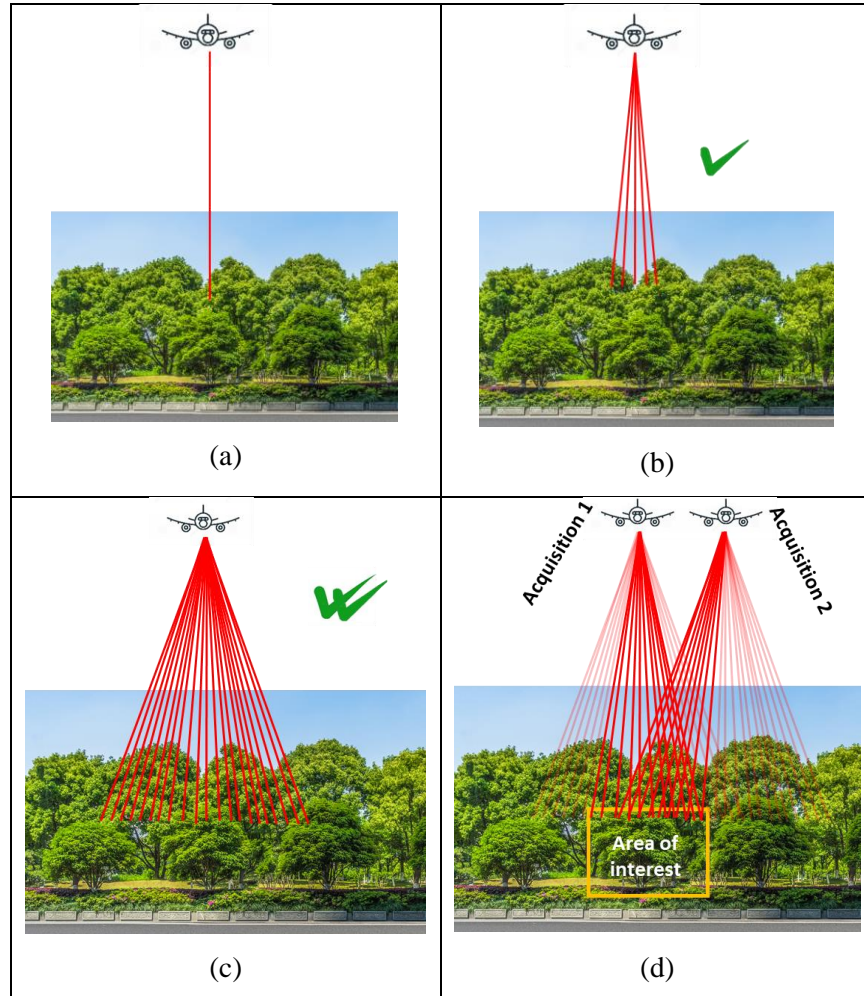 (a)
(b)
Acquisition 1
Acquisition 2
Area of
interest
(c)
(d)